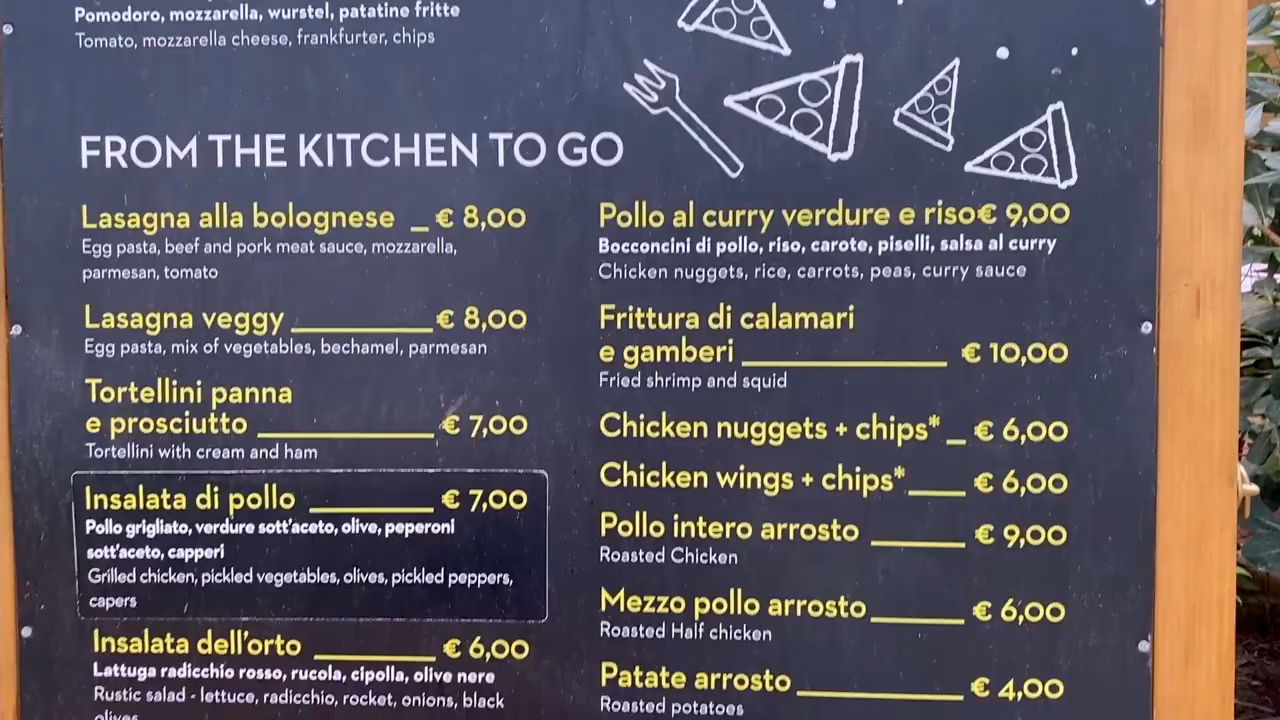 Pomodoro, mozzarella, wurstel, patatine fritte
Tomato, mozzarella cheese, frankfurter, chips
FROM THE KITCHEN TO GO
Lasagna alla bolognese _ € 8,00
Egg pasta, beef and pork meat sauce, mozzarella,
parmesan, tomato
Lasagna veggy € 8,00
Egg pasta, mix of vegetables, bechamel, parmesan
Tortellini panna
e prosciutto € 7,00
Tortellini with cream and ham
Insalata di pollo € 7,00
Pollo grigliato, verdure sott'aceto, olive, peperoni
sott'aceto, capperi
Grilled chicken, pickled vegetables, olives, pickled peppers,
capers
Insalata dell'orto € 6,00
Lattuga radicchio rosso, rucola, cipolla, olive nere
Rustic salad - lettuce, radicchio, rocket, onions, black
olives
Pollo al curry verdure e riso€ 9,00
Bocconcini di pollo, riso, carote, piselli, salsa al curry
Chicken nuggets, rice, carrots, peas, curry sauce
Frittura di calamari
e gamberi € 10,00
Fried shrimp and squid
Chicken nuggets + chips* _ € 6,00
Chicken wings + chips* € 6,00
Pollo intero arrosto € 9,00
Roasted Chicken
Mezzo pollo arrosto € 6,00
Roasted Half chicken
Patate arrosto € 4,00
Roasted potatoes